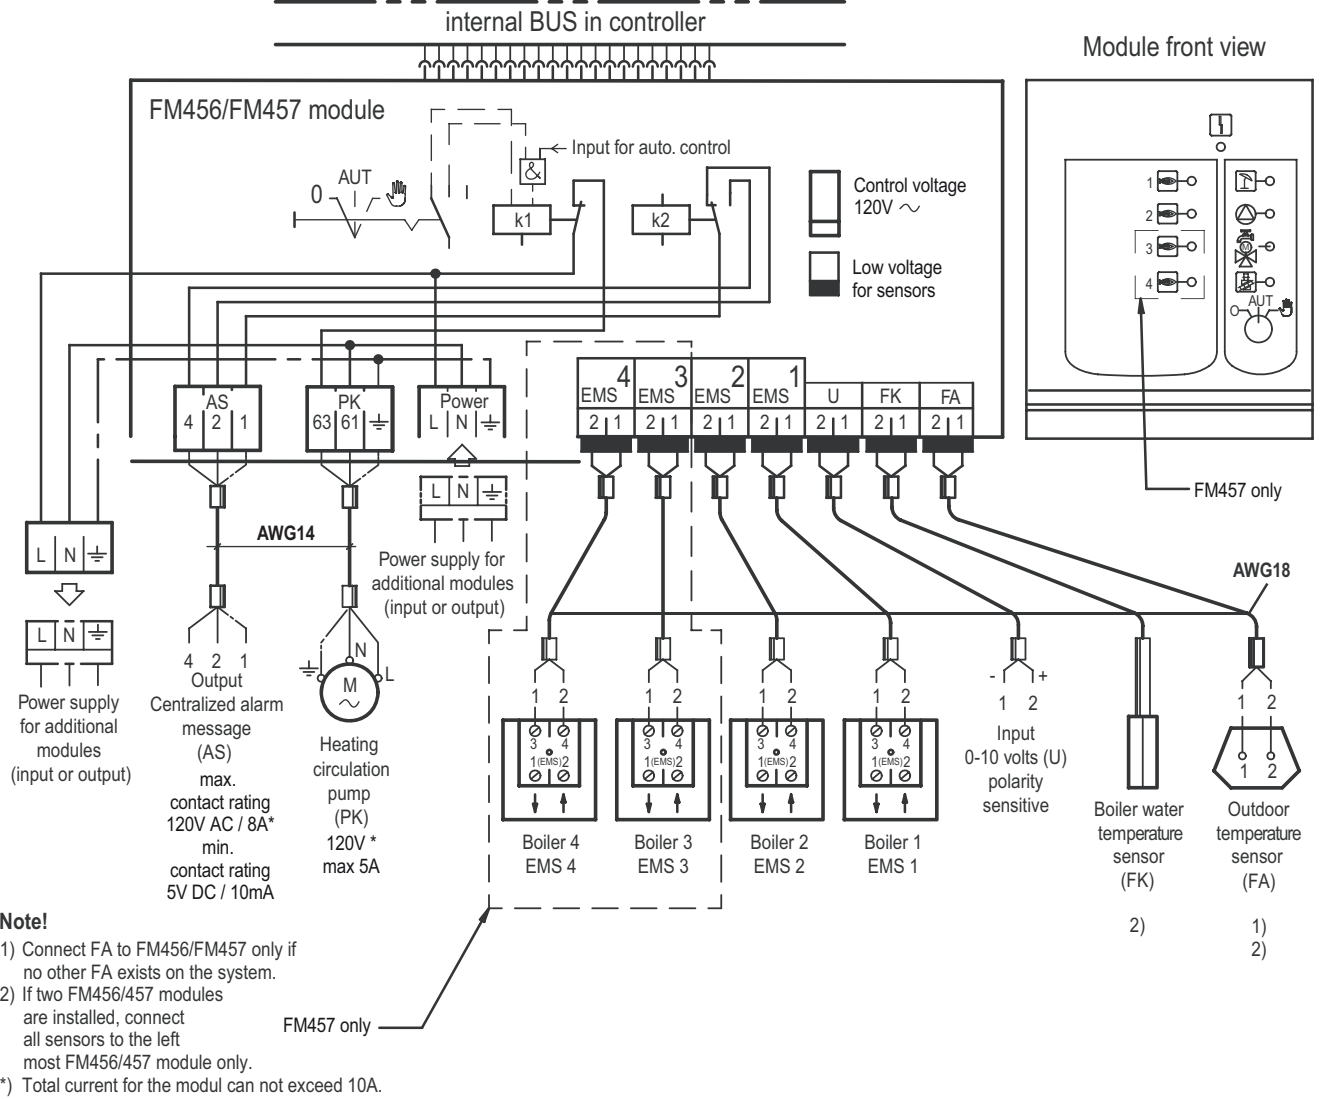 internal BUS in controller
Module front view
FM456/FM457 module
Input for auto. control
&
0 AUT
k1 k2
Control voltage
120V
Low voltage
for sensors
1
2
3
M
4
AUT
FM457 only
AS
4 2 1
PK
63 61
Power
L N
4
EMS
3
EMS
2
EMS
1
EMS
U
FK
FA
2 1 2 1 2 1 2 1 2 1 2 1 2 1
L N
Power supply for
additional modules
(input or output)
L N
L N
Power supply
for additional
modules
(input or output)
AWG14
AWG18
4 2 1
Output
Centralized alarm
message
(AS)
max.
contact rating
120V AC / 8A*
min.
contact rating
5V DC / 10mA
N
L
M
Heating
circulation
pump
(PK)
120V *
max 5A
1 2
3 4
1(EMS)2
Boiler 4
EMS 4
1 2
3 4
1(EMS)2
Boiler 3
EMS 3
1 2
3 4
1(EMS)2
Boiler 2
EMS 2
1 2
3 4
1(EMS)2
Boiler 1
EMS 1
- +
1 2
Input
0-10 volts (U)
polarity
sensitive
Boiler water
temperature
sensor
(FK)
2)
1 2
1 2
Outdoor
temperature
sensor
(FA)
1)
2)
Note!
1) Connect FA to FM456/FM457 only if
no other FA exists on the system.
2) If two FM456/457 modules
are installed, connect
all sensors to the left
most FM456/457 module only.
*) Total current for the modul can not exceed 10A.
FM457 only